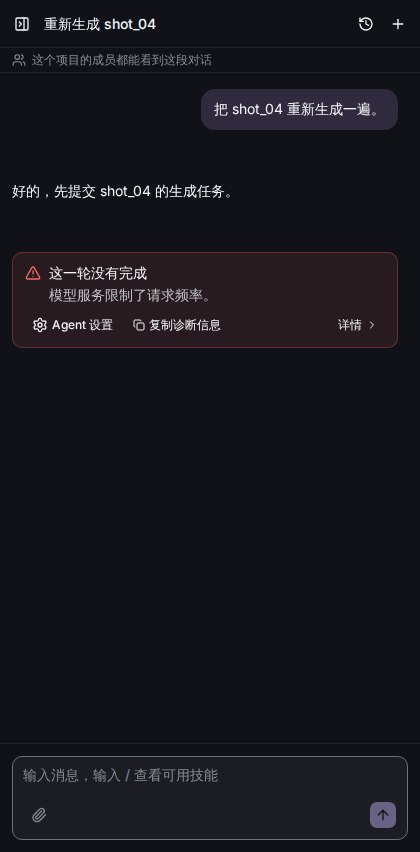 重新生成 shot_04
这个项目的成员都能看到这段对话
把 shot_04 重新生成一遍。
好的，先提交 shot_04 的生成任务。
这一轮没有完成
模型服务限制了请求频率。
Agent 设置 复制诊断信息 详情
输入消息，输入 / 查看可用技能